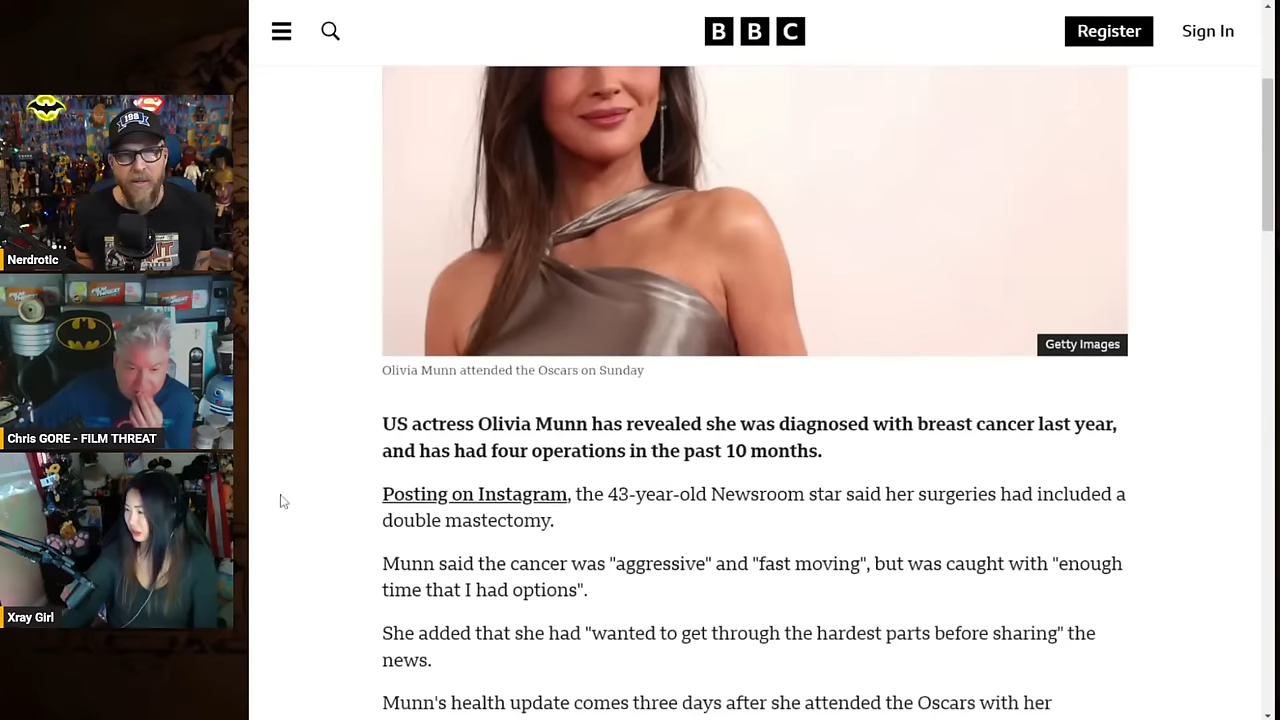 BBC
Register
Sign In
198
Nerdrotic
FILM THREAT
Chris GORE - FILM THREAT
Xray Girl
Getty Images
Olivia Munn attended the Oscars on Sunday
US actress Olivia Munn has revealed she was diagnosed with breast cancer last year,
and has had four operations in the past 10 months.
Posting on Instagram, the 43-year-old Newsroom star said her surgeries had included a
double mastectomy.
Munn said the cancer was "aggressive" and "fast moving", but was caught with "enough
time that I had options".
She added that she had "wanted to get through the hardest parts before sharing" the
news.
Munn's health update comes three days after she attended the Oscars with her